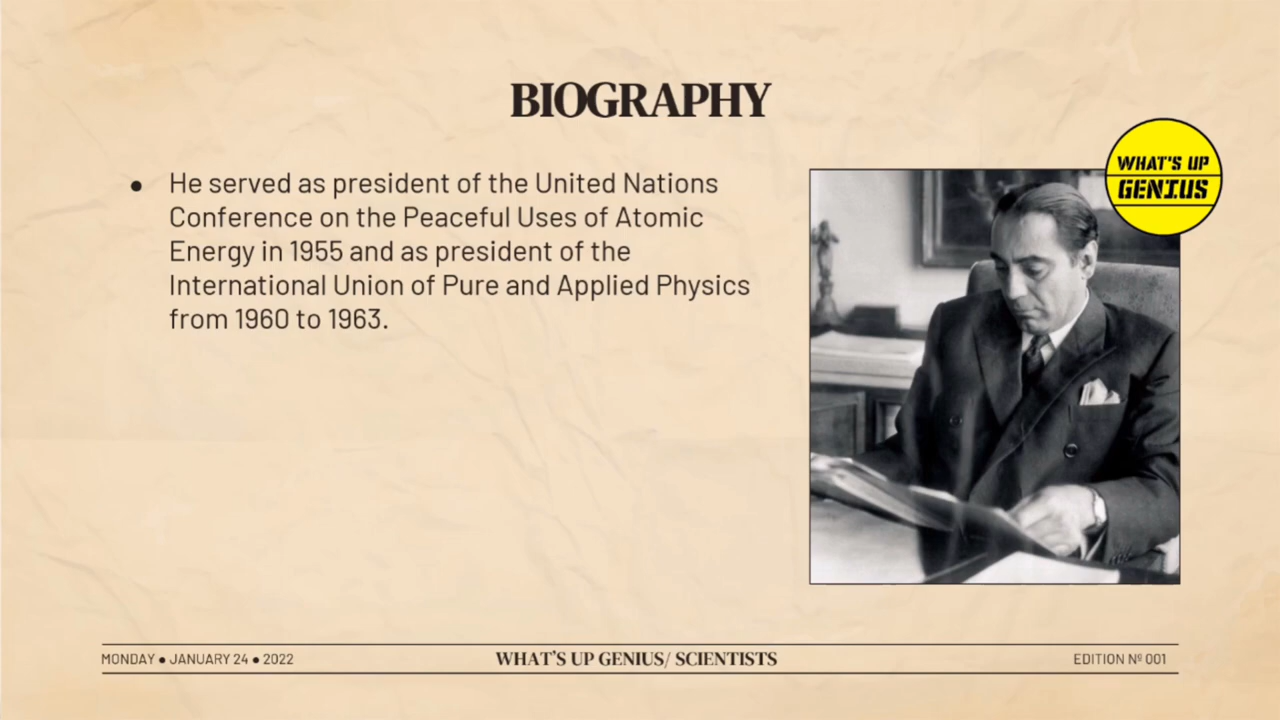 BIOGRAPHY
● He served as president of the United Nations
Conference on the Peaceful Uses of Atomic
Energy in 1955 and as president of the
International Union of Pure and Applied Physics
from 1960 to 1963.
WHAT'S UP
GENIUS
MONDAY ● JANUARY 24 ● 2022
WHAT'S UP GENIUS/ SCIENTISTS
EDITION Nº 001